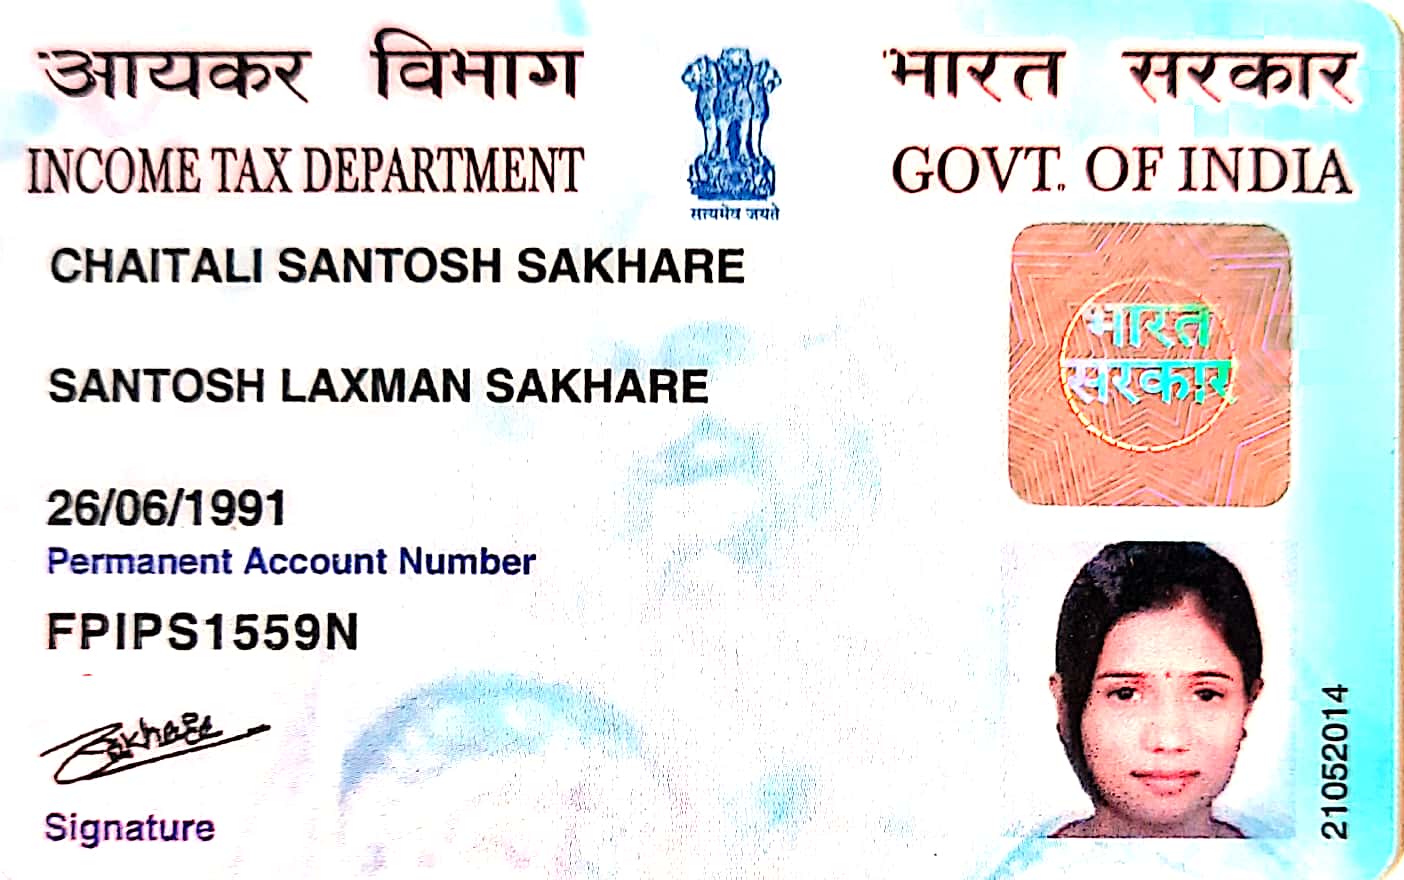 आयकर विभाग
INCOME TAX DEPARTMENT
सत्यमेव जयते
भारत सरकार
GOVT. OF INDIA
CHAITALI SANTOSH SAKHARE
SANTOSH LAXMAN SAKHARE
26/06/1991
Permanent Account Number
FPIPS1559N
Sakhare
Signature
भारत
सरकार
21052014